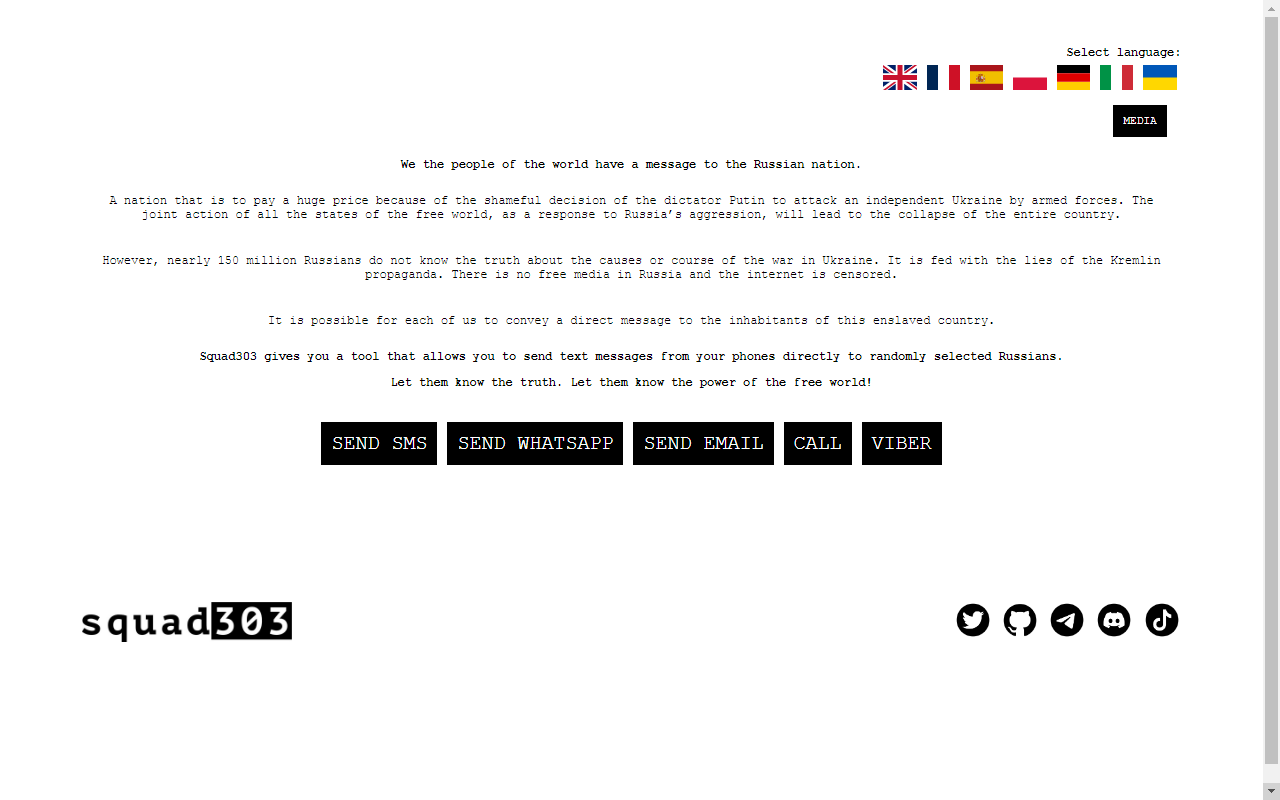 Select language:
MEDIA
We the people of the world have a message to the Russian nation.
A nation that is to pay a huge price because of the shameful decision of the dictator Putin to attack an independent Ukraine by armed forces. The
joint action of all the states of the free world, as a response to Russia’s aggression, will lead to the collapse of the entire country.
However, nearly 150 million Russians do not know the truth about the causes or course of the war in Ukraine. It is fed with the lies of the Kremlin
propaganda. There is no free media in Russia and the internet is censored.
It is possible for each of us to convey a direct message to the inhabitants of this enslaved country.
Squad303 gives you a tool that allows you to send text messages from your phones directly to randomly selected Russians.
Let them know the truth. Let them know the power of the free world!
SEND SMS SEND WHATSAPP SEND EMAIL CALL VIBER
squad303